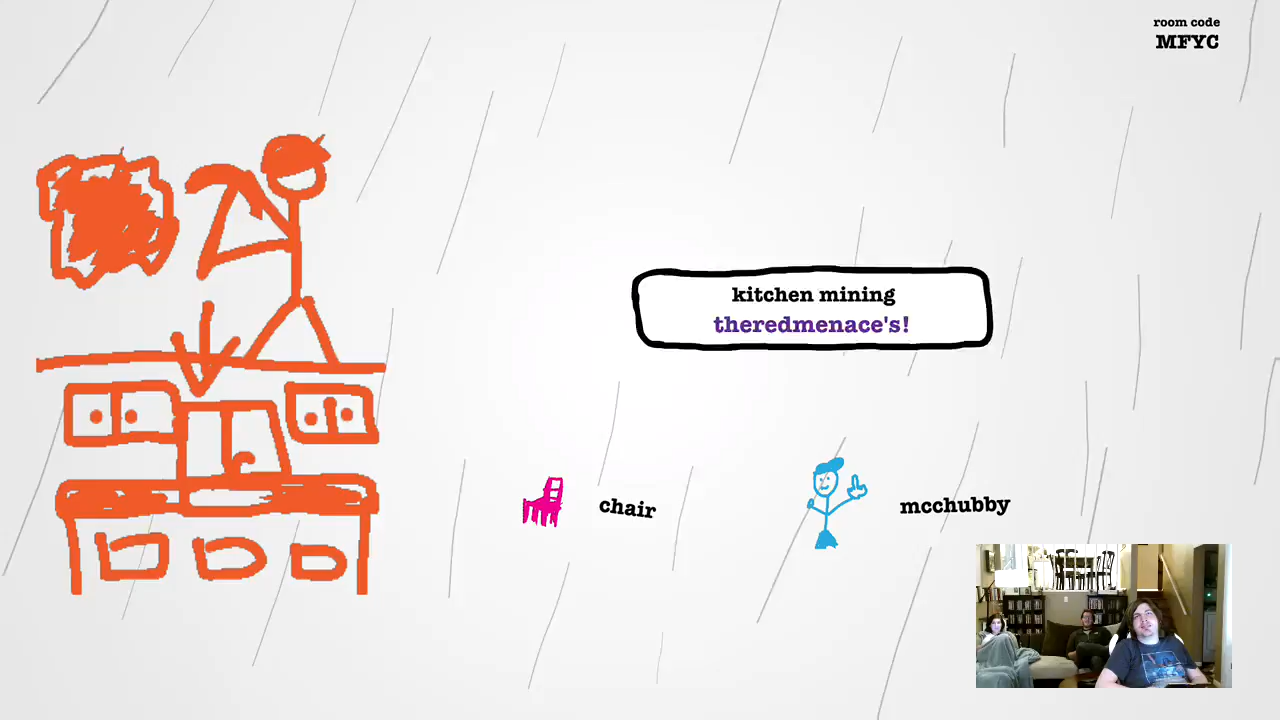 room code
MFYC
kitchen mining
theredmenace's!
chair
mcchubby